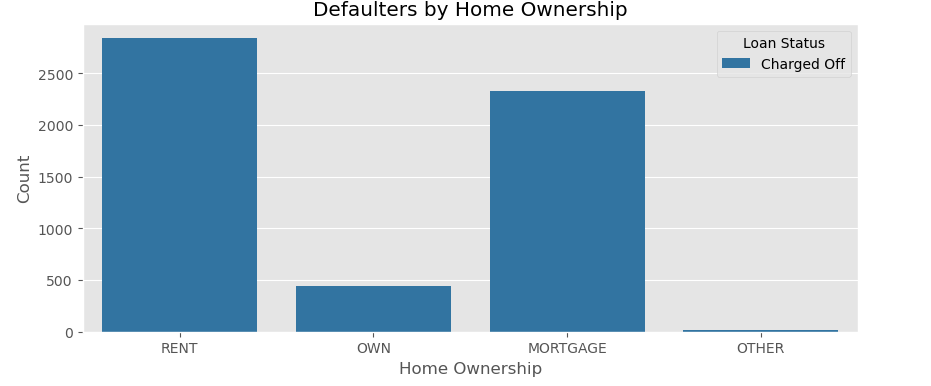 Defaulters by Home Ownership
Loan Status
Charged Off
Count
2500
2000
1500
1000
500
0
RENT
OWN
MORTGAGE
OTHER
Home Ownership